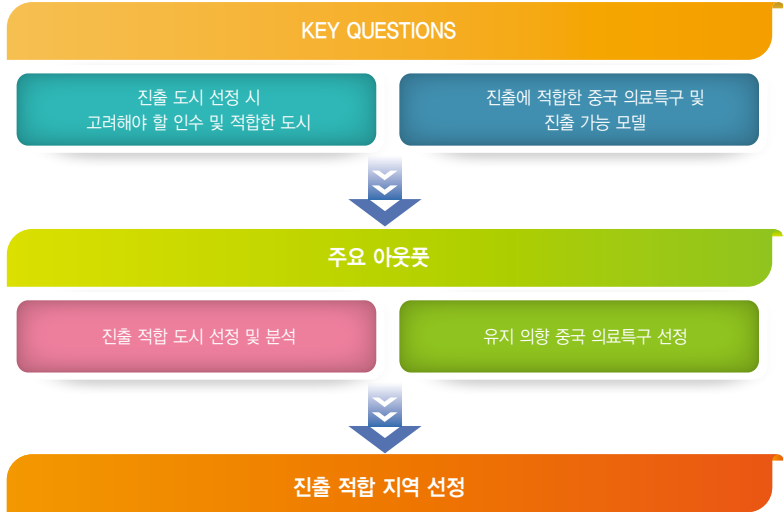 KEY QUESTIONS
진출 도시 선정 시
고려해야 할 인수 및 적합한 도시
진출에 적합한 중국 의료특구 및
진출 가능 모델
주요 아웃풋
진출 적합 도시 선정 및 분석
유지 의향 중국 의료특구 선정
진출 적합 지역 선정